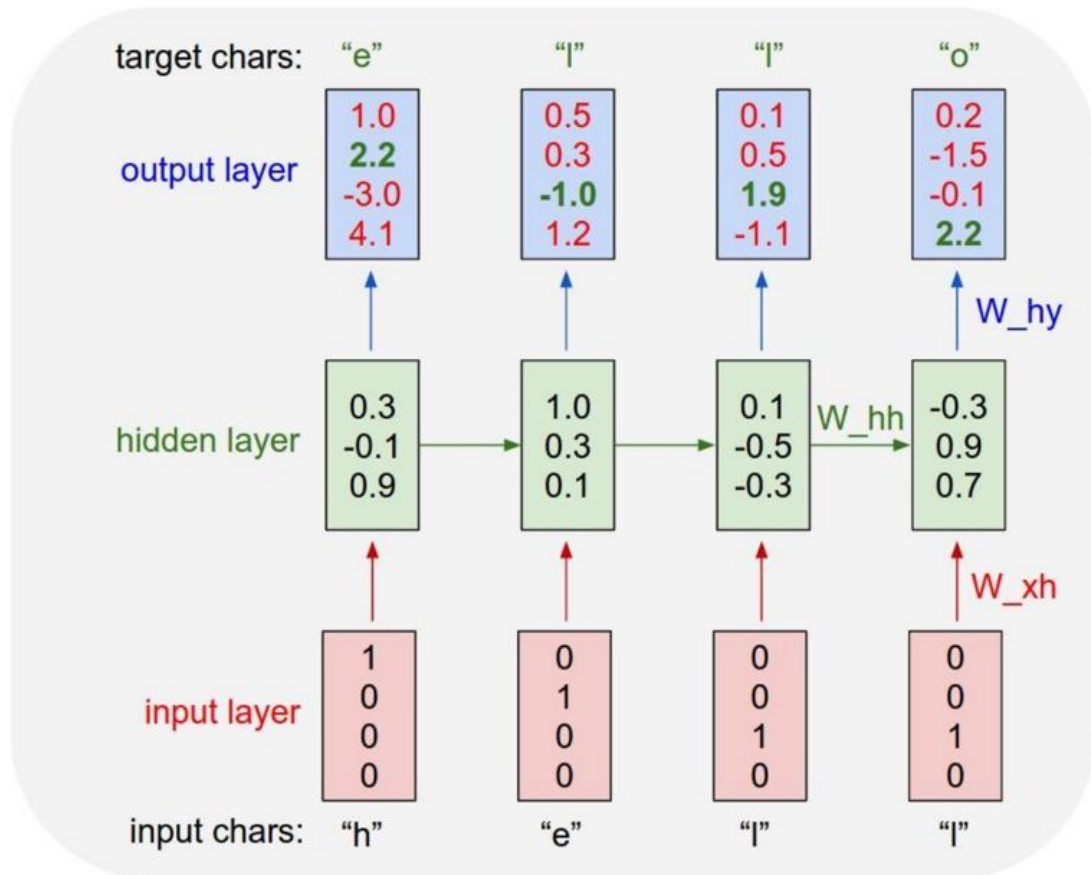 target chars: “e” “l” “l” “o”
1.0 0.5 0.1 0.2
2.2 0.3 0.5 -1.5
output layer
-3.0 -1.0 1.9 -0.1
4.1 1.2 -1.1 2.2
W_hy
0.3 1.0 0.1 -0.3
W_hh
hidden layer -0.1 0.3 -0.5 0.9
0.9 0.1 -0.3 0.7
W_xh
1 0 0 0
0 1 0 0
input layer
0 0 1 1
0 0 0 0
input chars: “h” “e” “l” “l”